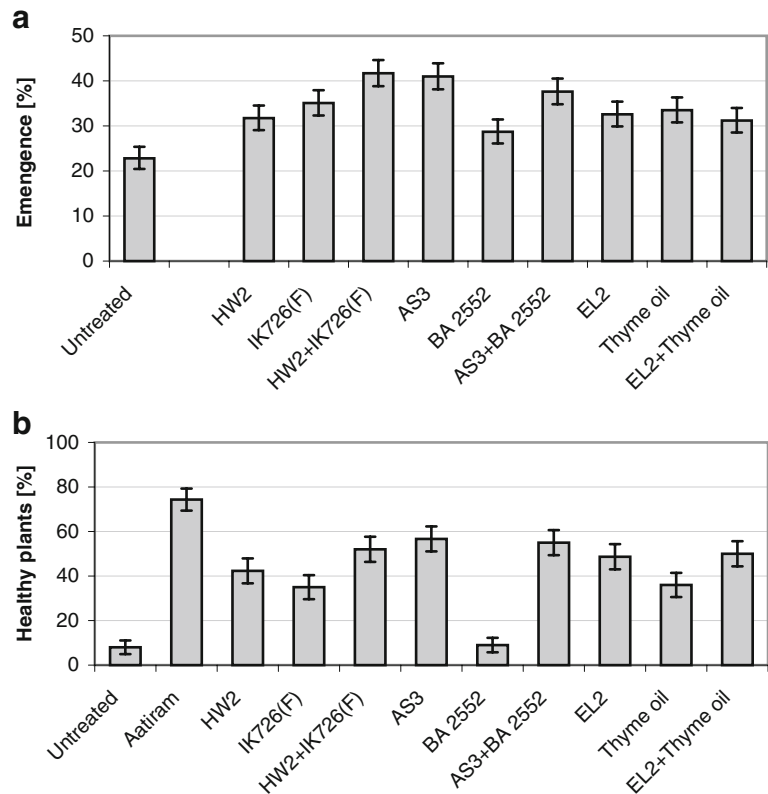 a
Emengence [%]
50
40
30
20
10
0
Untreated
HW2
IK726(F)
HW2+IK726(F)
AS3
BA 2552
AS3+BA 2552
EL2
Thyme oil
EL2+Thyme oil
b
Healthy plants [%]
100
80
60
40
20
0
Untreated
Aatiram
HW2
IK726(F)
HW2+IK726(F)
AS3
BA 2552
AS3+BA 2552
EL2
Thyme oil
EL2+Thyme oil